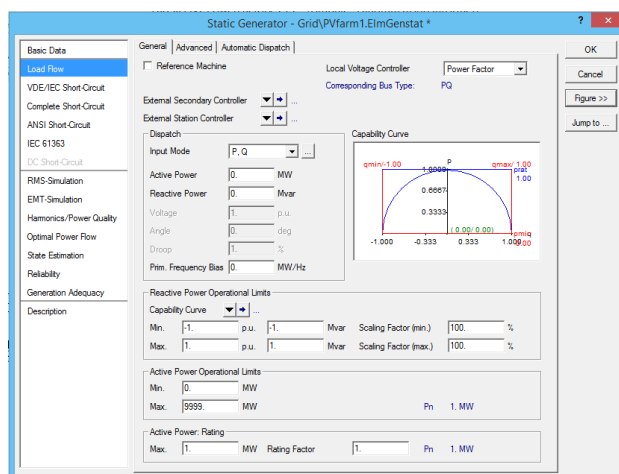 Static Generator - Grid\PVfarm1.ElmGenstat *
? ×
Basic Data
Load Flow
VDE/IEC Short-Circuit
Complete Short-Circuit
ANSI Short-Circuit
IEC 61363
DC Short-Circuit
RMS-Simulation
EMT-Simulation
Harmonics/Power Quality
Optimal Power Flow
State Estimation
Reliability
Generation Adequacy
Description
General Advanced Automatic Dispatch
Reference Machine
Local Voltage Controller Power Factor
Corresponding Bus Type: PQ
External Secondary Controller ...
External Station Controller ...
Dispatch
Input Mode P, Q ...
Active Power 0. MW
Reactive Power 0. Mvar
Voltage 1. p.u.
Angle 0. deg
Droop 1. %
Prim. Frequency Bias 0. MW/Hz
Capability Curve
qmin/-1.00 p qmax/ 1.00
1.0000 prat
1.00
0.6667
0.3333
( 0.00/ 0.00)
pmiq
-1.000 -0.333 0.333
Reactive Power Operational Limits
Capability Curve ...
Min. -1. p.u. -1. Mvar Scaling Factor (min.) 100. %
Max. 1. p.u. 1. Mvar Scaling Factor (max.) 100. %
Active Power Operational Limits
Min. 0. MW
Max. 9999. MW Pn 1. MW
Active Power: Rating
Max. 1. MW Rating Factor 1. Pn 1. MW
OK
Cancel
Figure >>
Jump to ...